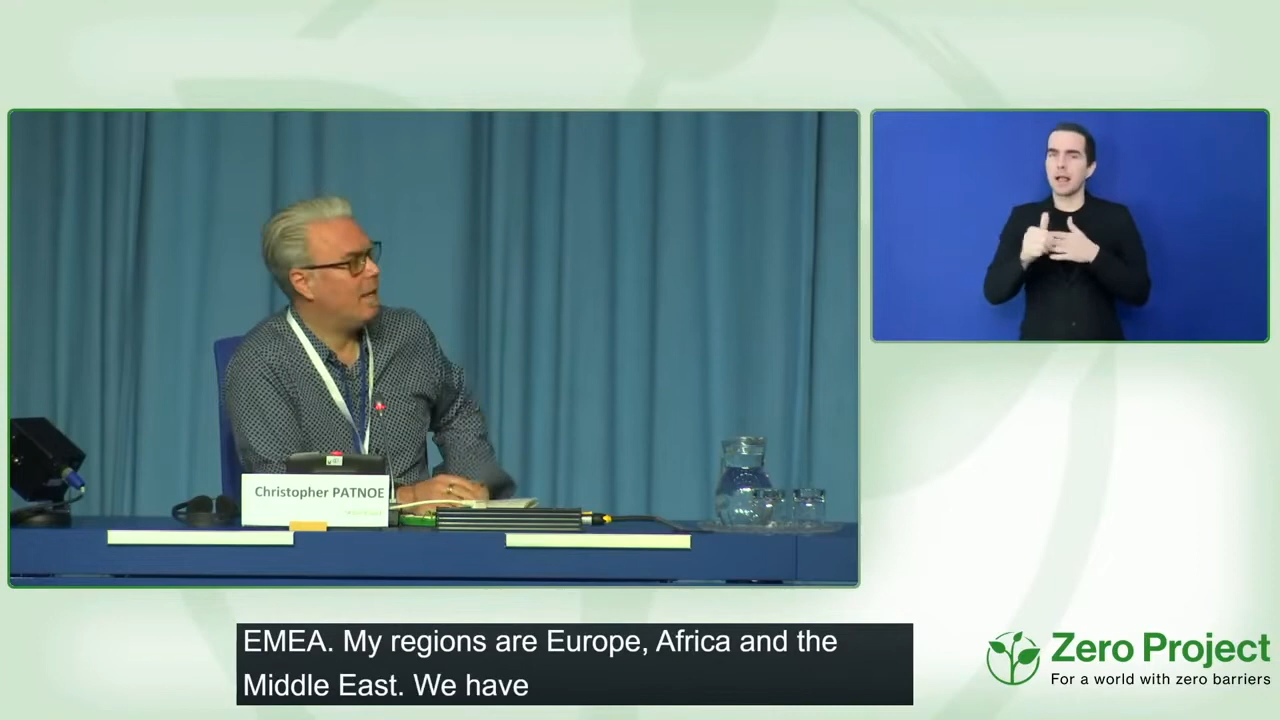 Christopher PATNOE
EMEA. My regions are Europe, Africa and the
Middle East. We have
Zero Project
For a world with zero barriers